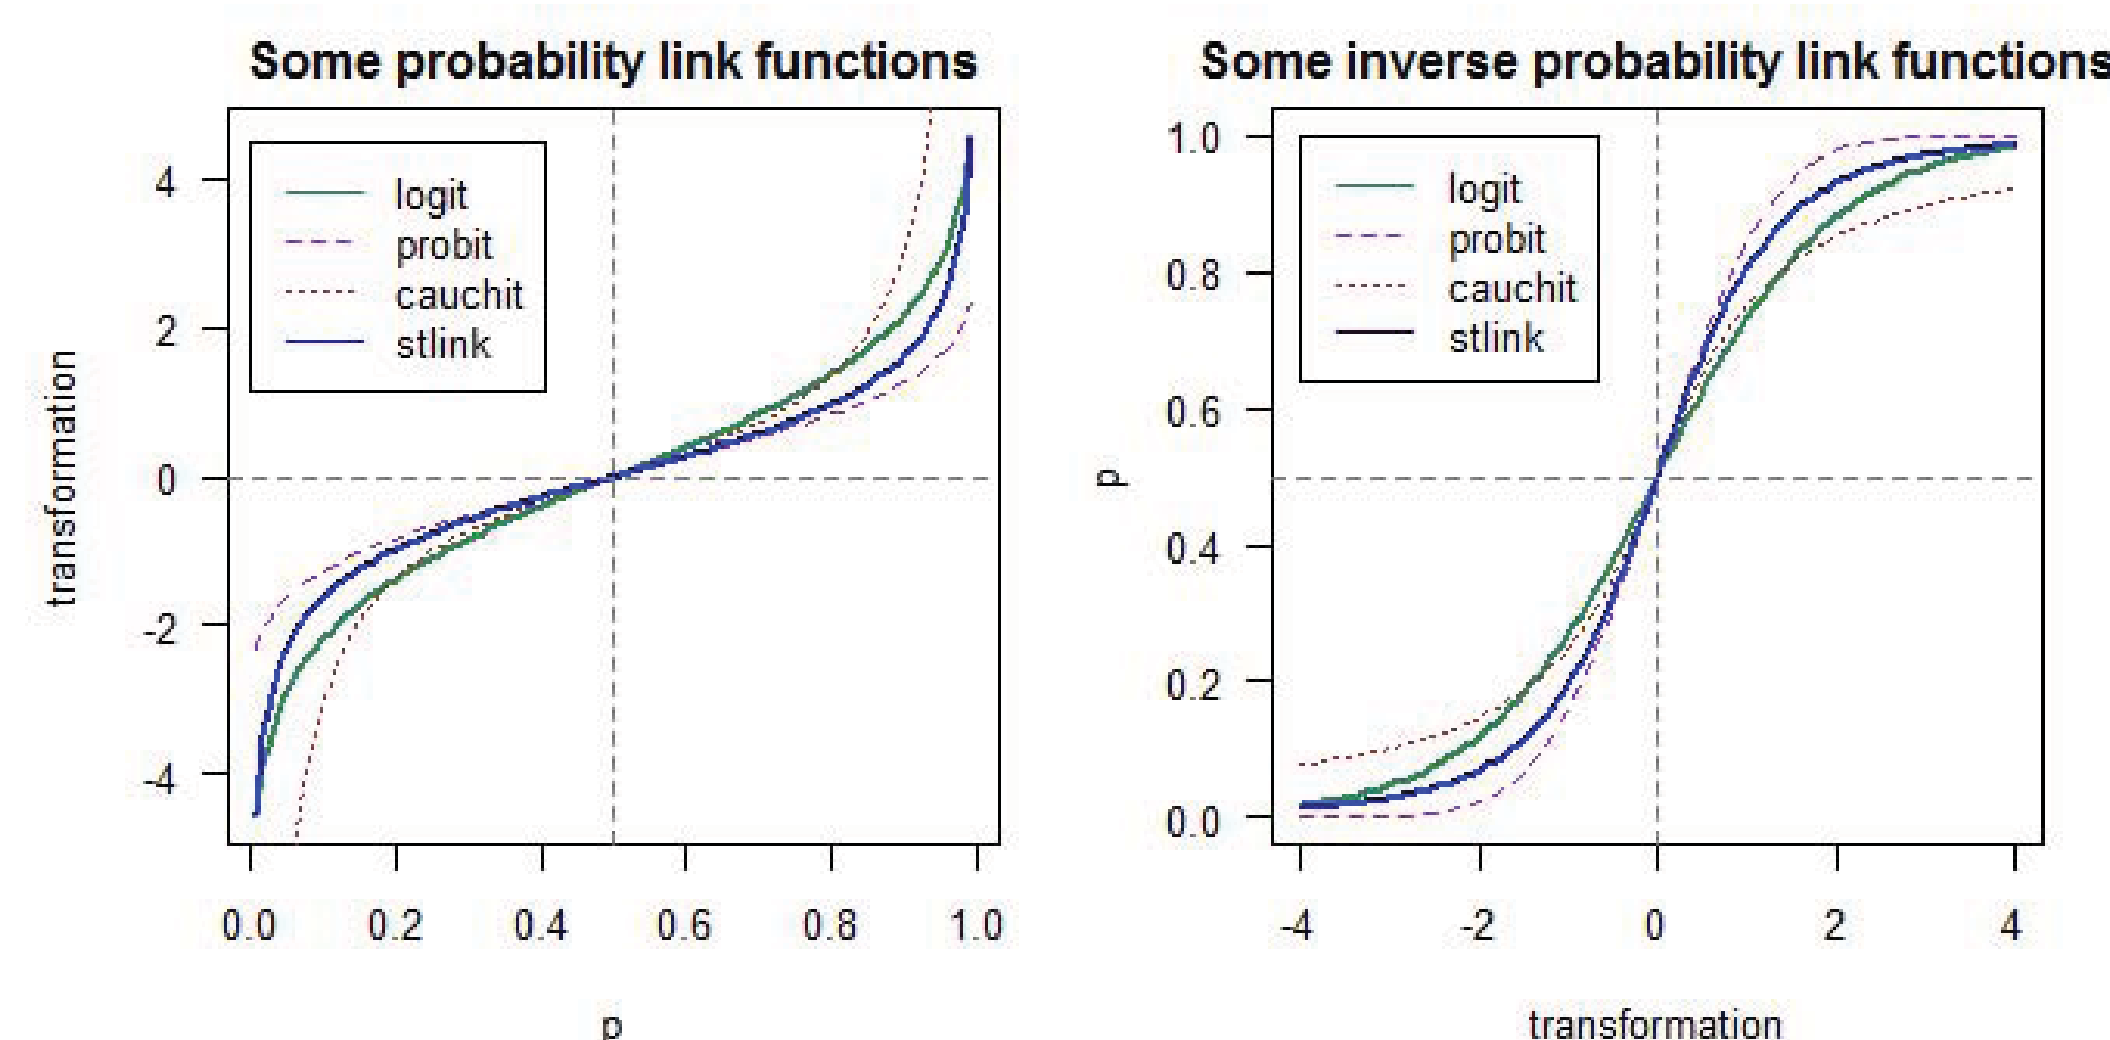 Some probability link functions
logit
probit
cauchit
stlink
4
2
0
-2
-4
transformation
0.0 0.2 0.4 0.6 0.8 1.0
p
Some inverse probability link functions
logit
probit
cauchit
stlink
1.0
0.8
0.6
0.4
0.2
0.0
p
-4 -2 0 2 4
transformation